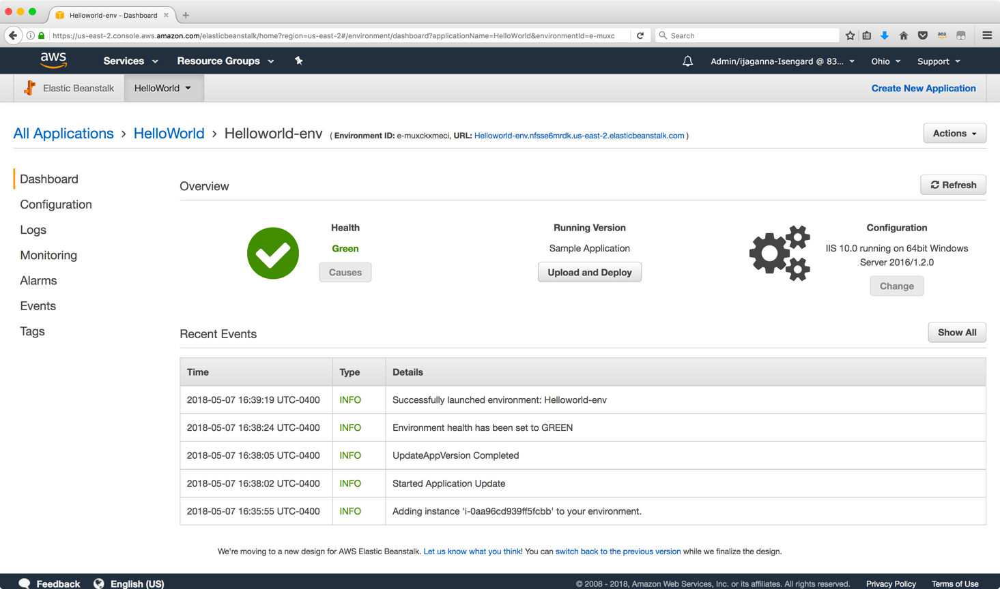 Helloworld-env - Dashboard
https://us-east-2.console.aws.amazon.com/elasticbeanstalk/home?region=us-east-2#/environment/dashboard?applicationName=HelloWorld&environmentId=e-muxc
Search
aea
aws
Services
Resource Groups
Admin/ijaganna-Isengard @ 83...
Ohio
Support
Elastic Beanstalk
HelloWorld
Create New Application
All Applications > HelloWorld > Helloworld-env ( Environment ID: e-muxckxmeci, URL: Helloworld-env.nfsse6mrdk.us-east-2.elasticbeanstalk.com )
Actions
Dashboard
Configuration
Logs
Monitoring
Alarms
Events
Tags
Overview
Refresh
Health
Green
Causes
Running Version
Sample Application
Upload and Deploy
Configuration
IIS 10.0 running on 64bit Windows
Server 2016/1.2.0
Change
Recent Events
Show All
Time Type Details
2018-05-07 16:39:19 UTC-0400 INFO Successfully launched environment: Helloworld-env
2018-05-07 16:38:24 UTC-0400 INFO Environment health has been set to GREEN
2018-05-07 16:38:05 UTC-0400 INFO UpdateAppVersion Completed
2018-05-07 16:38:02 UTC-0400 INFO Started Application Update
2018-05-07 16:35:55 UTC-0400 INFO Adding instance 'i-0aa96cd939ff5fcbb' to your environment.
We're moving to a new design for AWS Elastic Beanstalk. Let us know what you think! You can switch back to the previous version while we finalize the design.
Feedback
English (US)
© 2008 - 2018, Amazon Web Services, Inc. or its affiliates. All rights reserved.
Privacy Policy
Terms of Use